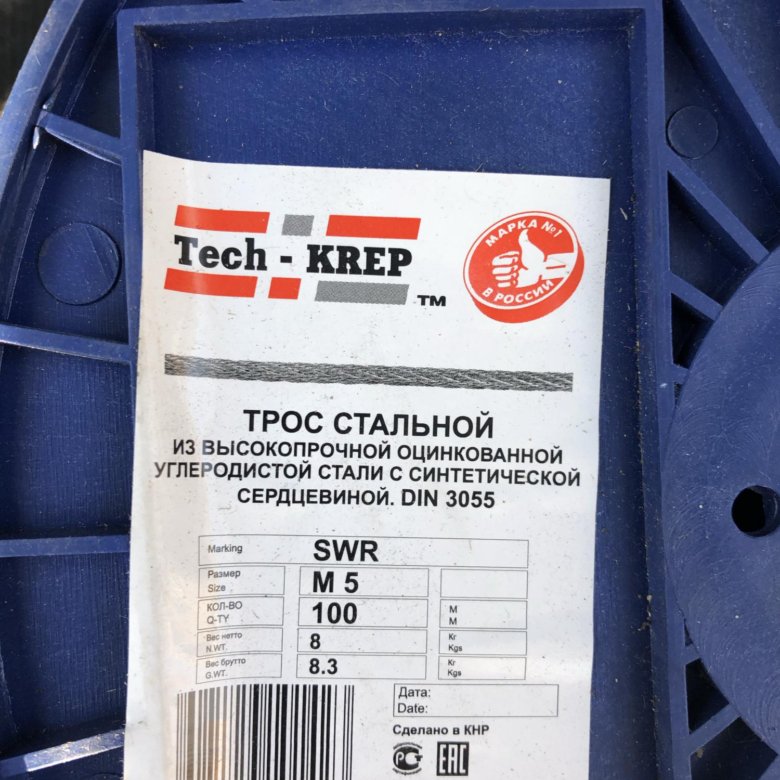 Tech - KREP
TM
МАРКА №1
В РОССИИ
ТРОС СТАЛЬНОЙ
ИЗ ВЫСОКОПРОЧНОЙ ОЦИНКОВАННОЙ
УГЛЕРОДИСТОЙ СТАЛИ С СИНТЕТИЧЕСКОЙ
СЕРДЦЕВИНОЙ. DIN 3055
Marking SWR
Размер
Size
M 5
КОЛ-ВО
Q-TY
100
М
М
Вес нетто
N.WT.
8
Кг
Kgs
Вес брутто
G.WT.
8.3
Кг
Kgs
Дата:
Date:
Сделано в КНР
РСТ
EAC